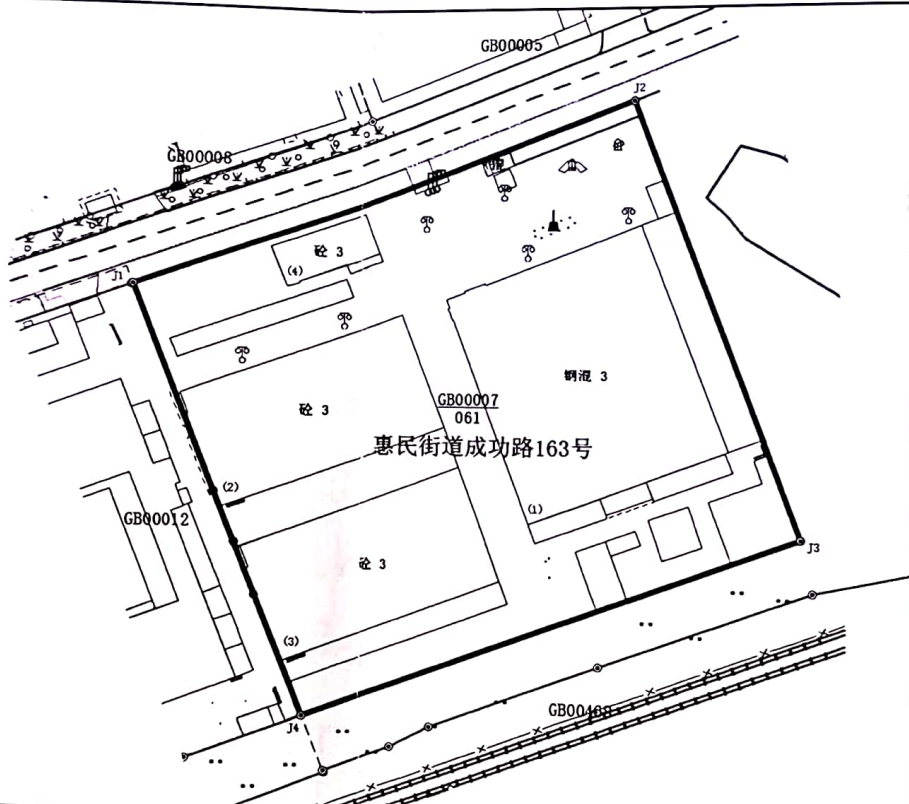 GB00005
J2
GB00008
J1
砼 3
(4)
钢混 3
砼 3
GB00007
061
惠民街道成功路163号
(2)
(1)
GB00012
砼 3
J3
(3)
J4
GB00468